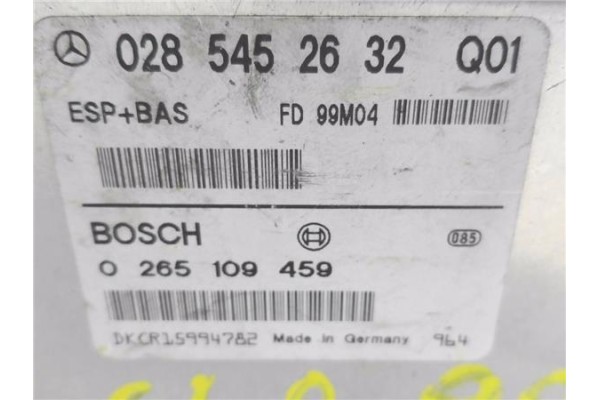 028 545 26 32 Q01
ESP+BAS FD 99M04
BOSCH 085
0 265 109 459
DKCR15994782 Made in Germany 964